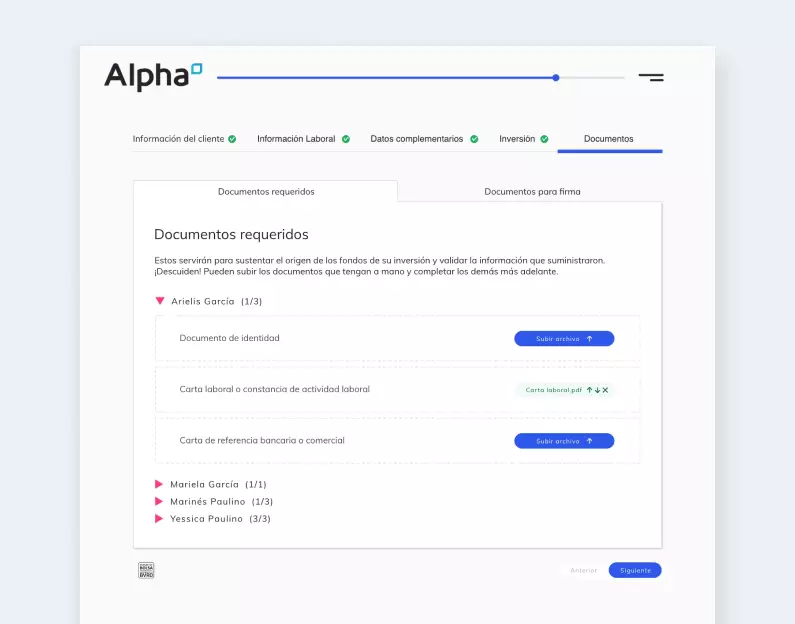 Alpha
Información del cliente
Información Laboral
Datos complementarios
Inversión
Documentos
Documentos requeridos
Documentos para firma
Documentos requeridos
Estos servirán para sustentar el origen de los fondos de su inversión y validar la información que suministraron.
¡Descuiden! Pueden subir los documentos que tengan a mano y completar los demás más adelante.
Arielis García (1/3)
Documento de identidad
Subir archivo
Carta laboral o constancia de actividad laboral
Carta laboral.pdf
Carta de referencia bancaria o comercial
Subir archivo
Mariela García (1/1)
Marinés Paulino (1/3)
Yessica Paulino (3/3)
Anterior
Siguiente